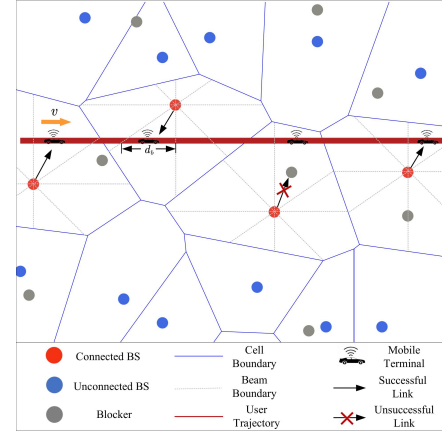 v
d_b
Connected BS
Cell
Boundary
Mobile
Terminal
Unconnected BS
Beam
Boundary
Successful
Link
Blocker
User
Trajectory
Unsuccessful
Link